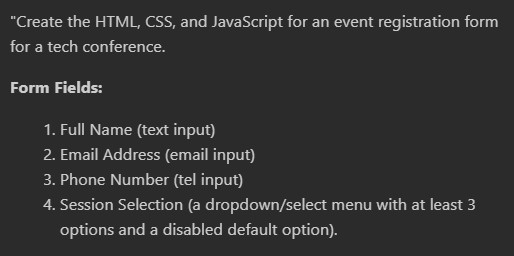 "Create the HTML, CSS, and JavaScript for an event registration form
for a tech conference.
Form Fields:
1. Full Name (text input)
2. Email Address (email input)
3. Phone Number (tel input)
4. Session Selection (a dropdown/select menu with at least 3
options and a disabled default option).